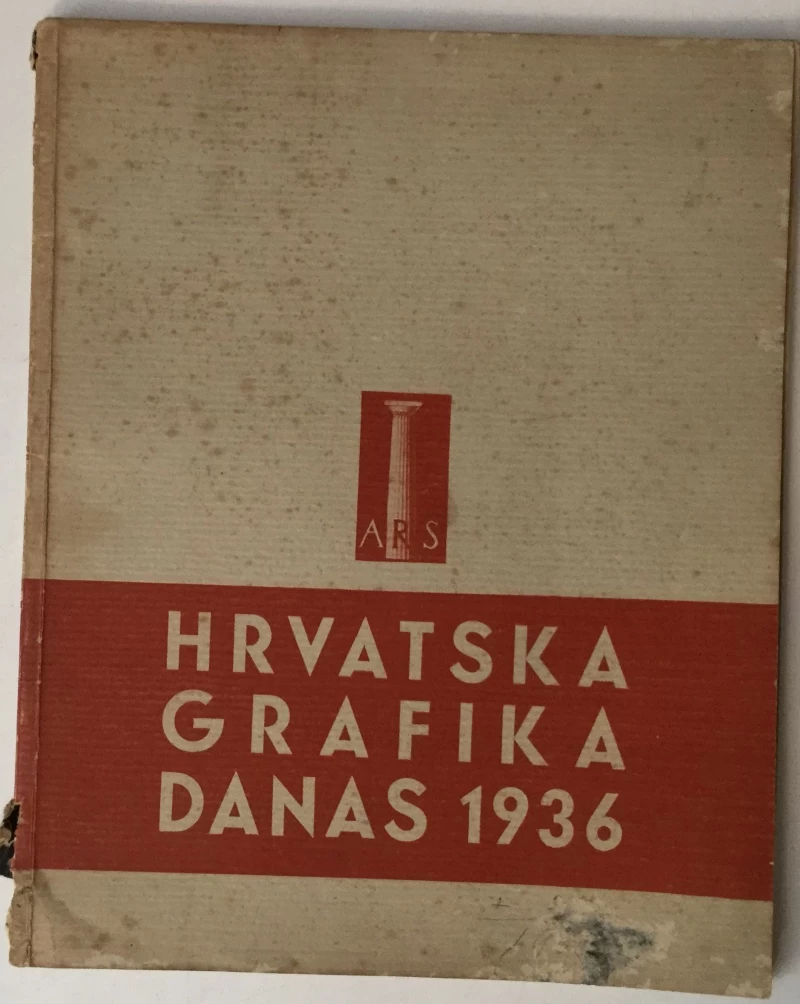 ARS
HRVATSKA
GRAFIKA
DANAS 1936